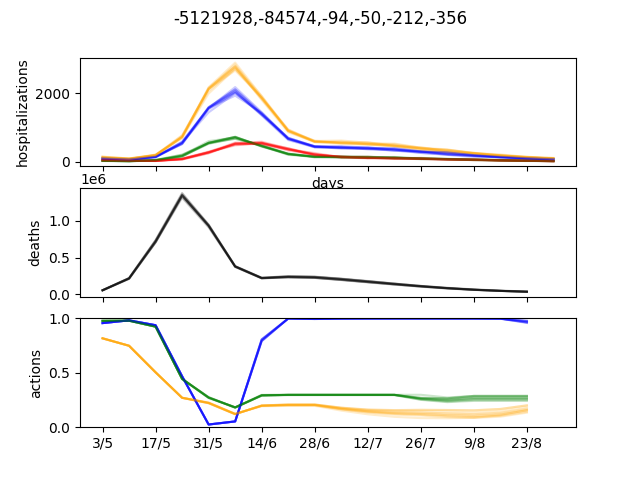 -5121928,-84574,-94,-50,-212,-356
hospitalizations
2000
0
days
1e6
deaths
1.0
0.5
0.0
actions
1.0
0.5
0.0
3/5 17/5 31/5 14/6 28/6 12/7 26/7 9/8 23/8